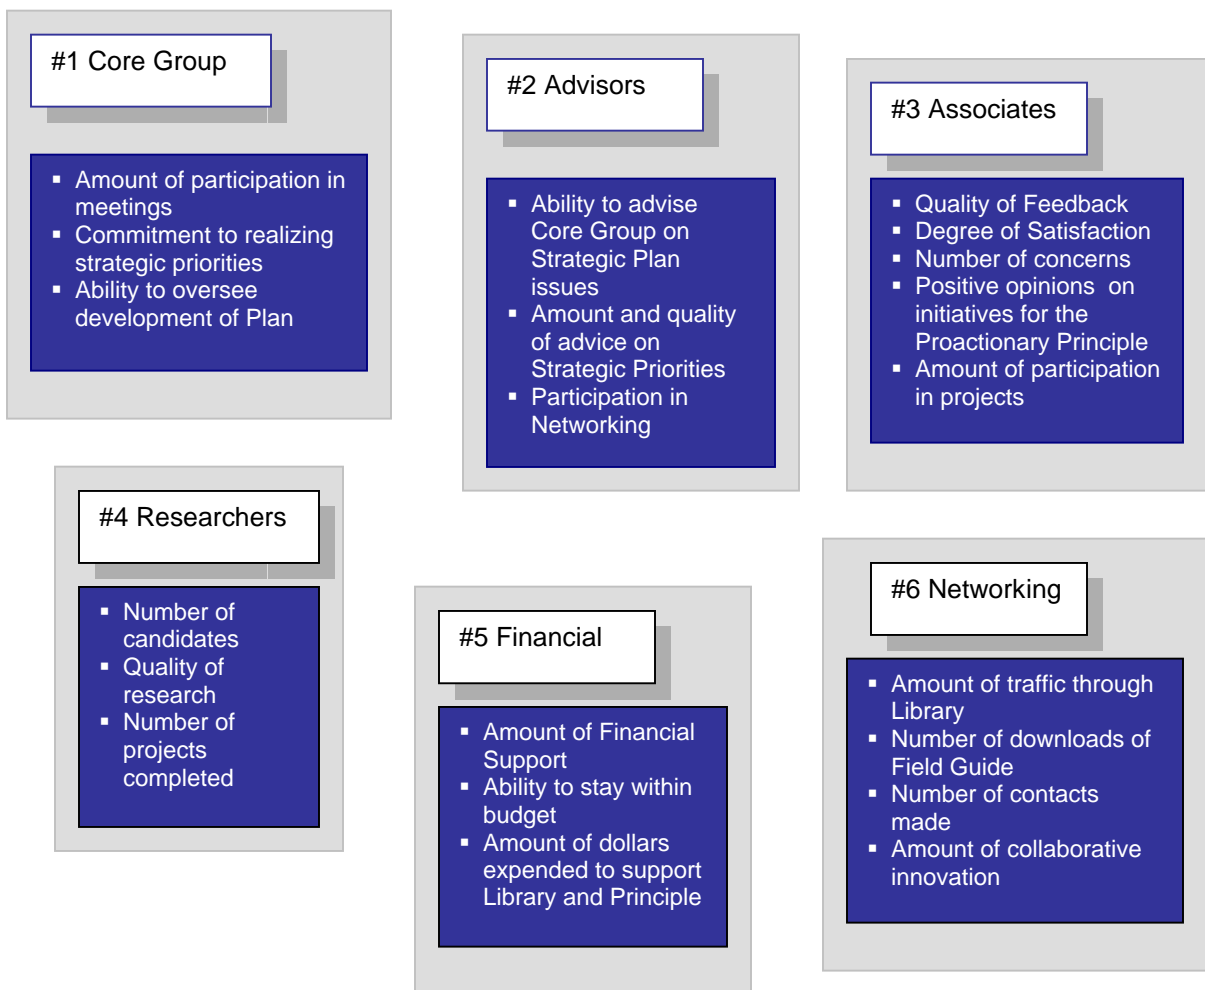 #1 Core Group
▪ Amount of participation in
meetings
▪ Commitment to realizing
strategic priorities
▪ Ability to oversee
development of Plan
#2 Advisors
▪ Ability to advise
Core Group on
Strategic Plan
issues
▪ Amount and quality
of advice on
Strategic Priorities
▪ Participation in
Networking
#3 Associates
▪ Quality of Feedback
▪ Degree of Satisfaction
▪ Number of concerns
▪ Positive opinions  on
initiatives for the
Proactionary Principle
▪ Amount of participation
in projects
#4 Researchers
▪ Number of
candidates
▪ Quality of
research
▪ Number of
projects
completed
#5 Financial
▪ Amount of Financial
Support
▪ Ability to stay within
budget
▪ Amount of dollars
expended to support
Library and Principle
#6 Networking
▪ Amount of traffic through
Library
▪ Number of downloads of
Field Guide
▪ Number of contacts
made
▪ Amount of collaborative
innovation